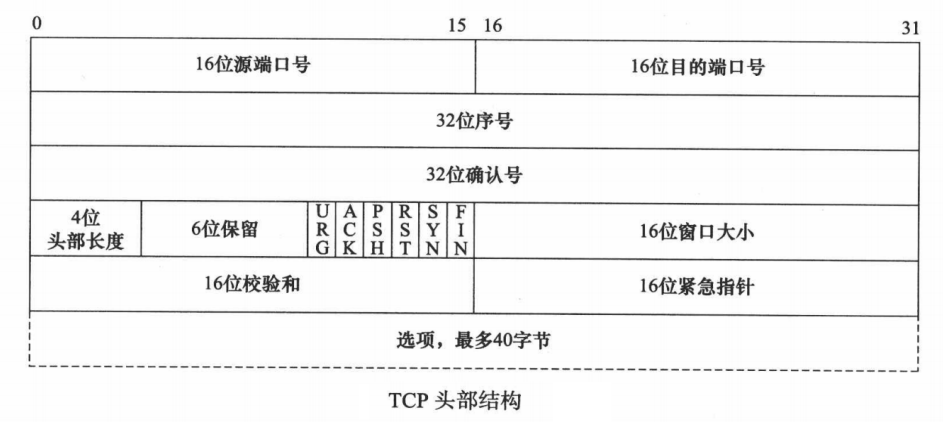 0 15 16 31
16位源端口号 16位目的端口号
32位序号
32位确认号
4位
头部长度
6位保留
URG ACK PSH RST SYN FIN
16位窗口大小
16位校验和 16位紧急指针
选项，最多40字节
TCP 头部结构